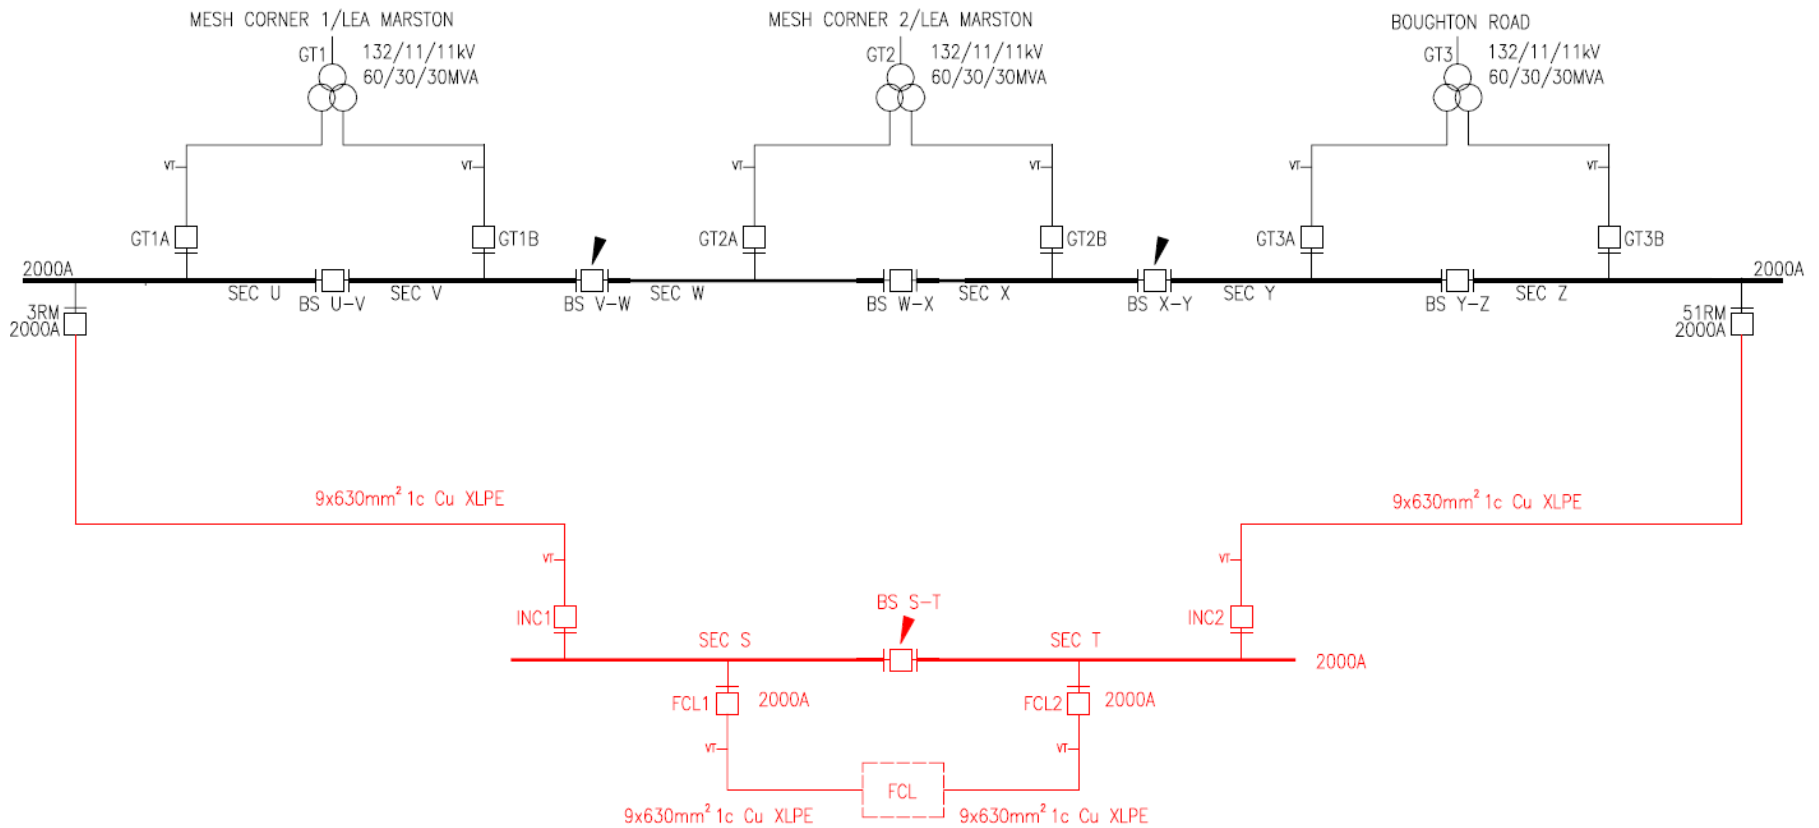 MESH CORNER 1/LEA MARSTON
MESH CORNER 2/LEA MARSTON
BOUGHTON ROAD
GT1
132/11/11kV
60/30/30MVA
GT2
132/11/11kV
60/30/30MVA
GT3
132/11/11kV
60/30/30MVA
VT
VT
VT
VT
VT
VT
GT1A
GT1B
GT2A
GT2B
GT3A
GT3B
2000A
2000A
SEC U
BS U-V
SEC V
BS V-W
SEC W
BS W-X
SEC X
BS X-Y
SEC Y
BS Y-Z
SEC Z
3RM
2000A
51RM
2000A
9x630mm² 1c Cu XLPE
9x630mm² 1c Cu XLPE
VT
VT
INC1
BS S-T
INC2
SEC S
SEC T
2000A
FCL1
2000A
FCL2
2000A
VT
VT
FCL
9x630mm² 1c Cu XLPE
9x630mm² 1c Cu XLPE